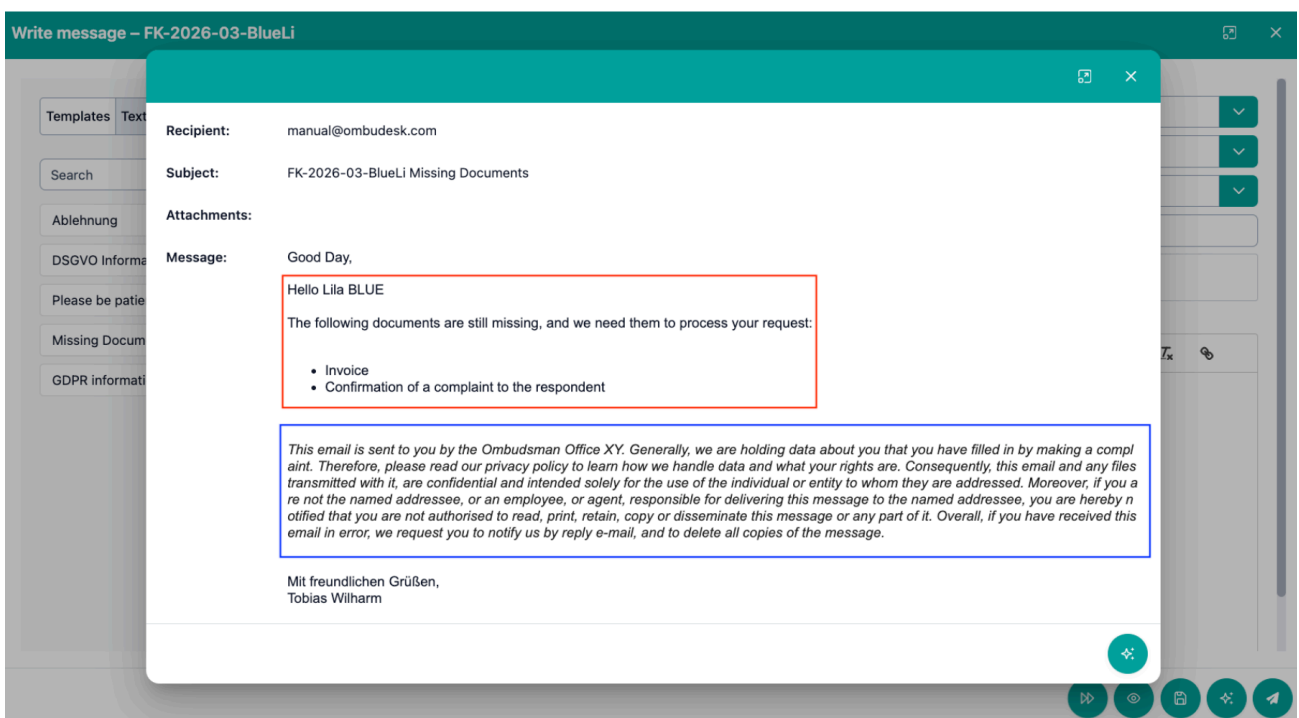 Write message – FK-2026-03-BlueLi
Templates Text
Search
Ablehnung
DSGVO Informa
Please be patie
Missing Docum
GDPR informati
Recipient: manual@ombudesk.com
Subject: FK-2026-03-BlueLi Missing Documents
Attachments:
Message: Good Day,
Hello Lila BLUE
The following documents are still missing, and we need them to process your request:
• Invoice
• Confirmation of a complaint to the respondent
This email is sent to you by the Ombudsman Office XY. Generally, we are holding data about you that you have filled in by making a compl
aint. Therefore, please read our privacy policy to learn how we handle data and what your rights are. Consequently, this email and any files
transmitted with it, are confidential and intended solely for the use of the individual or entity to whom they are addressed. Moreover, if you a
re not the named addressee, or an employee, or agent, responsible for delivering this message to the named addressee, you are hereby n
otified that you are not authorised to read, print, retain, copy or disseminate this message or any part of it. Overall, if you have received this
email in error, we request you to notify us by reply e-mail, and to delete all copies of the message.
Mit freundlichen Grüßen,
Tobias Wilharm